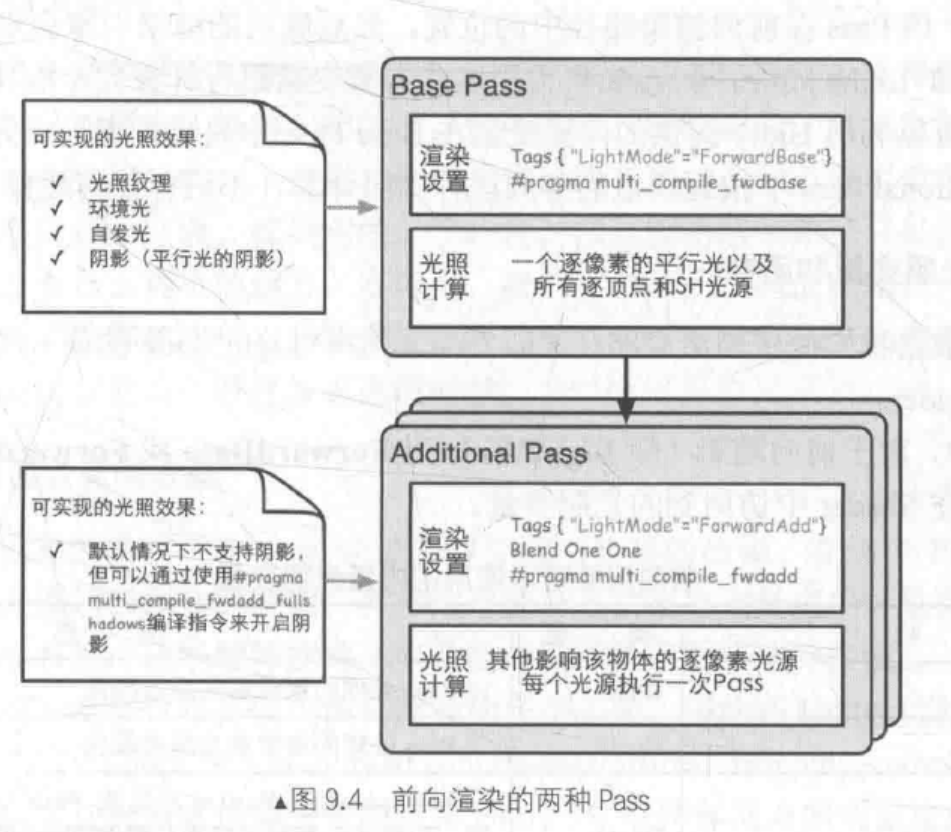 Base Pass
可实现的光照效果:
✓ 光照纹理
✓ 环境光
✓ 自发光
✓ 阴影（平行光的阴影）
渲染
设置
Tags { "LightMode"="ForwardBase"}
#pragma multi_compile_fwdbase
光照
计算
一个逐像素的平行光以及
所有逐顶点和SH光源
Additional Pass
可实现的光照效果:
✓ 默认情况下不支持阴影，
但可以通过使用#pragma
multi_compile_fwdadd_fulls
hadows编译指令来开启阴
影
渲染
设置
Tags { "LightMode"="ForwardAdd"}
Blend One One
#pragma multi_compile_fwdadd
光照
计算
其他影响该物体的逐像素光源
每个光源执行一次Pass
▲图 9.4 前向渲染的两种 Pass